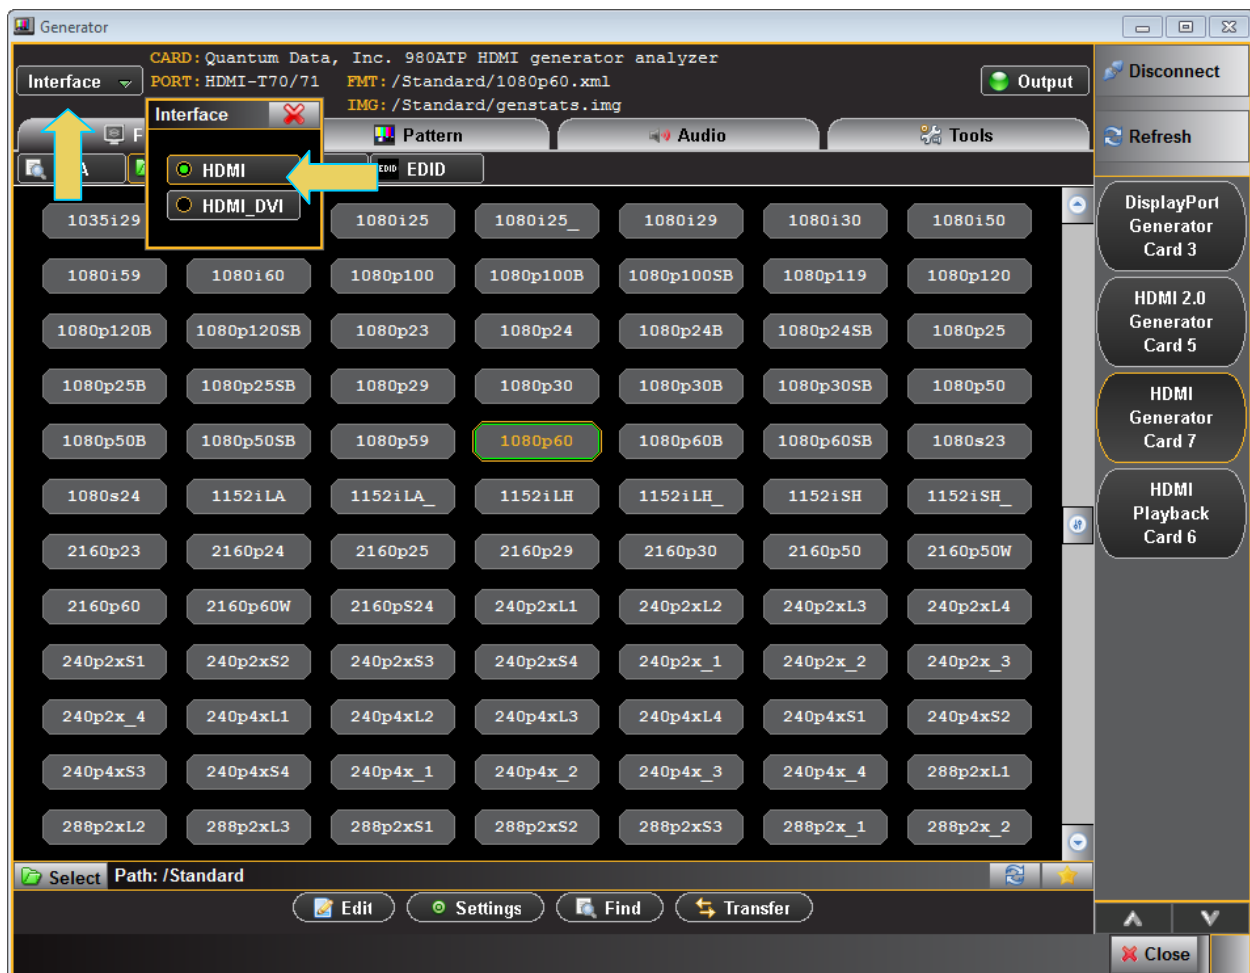 Generator
CARD: Quantum Data, Inc. 980ATP HDMI generator analyzer
Interface PORT: HDMI-T70/71 FMT: /Standard/1080p60.xml Output
IMG: /Standard/genstats.img
Disconnect
Refresh
Interface
F Pattern Audio Tools
A EDID EDID
HDMI
HDMI_DVI
1035i29 1080i25 1080i25_ 1080i29 1080i30 1080i50
1080i59 1080i60 1080p100 1080p100B 1080p100SB 1080p119 1080p120
1080p120B 1080p120SB 1080p23 1080p24 1080p24B 1080p24SB 1080p25
1080p25B 1080p25SB 1080p29 1080p30 1080p30B 1080p30SB 1080p50
1080p50B 1080p50SB 1080p59 1080p60 1080p60B 1080p60SB 1080s23
1080s24 1152iLA 1152iLA_ 1152iLH 1152iLH_ 1152iSH 1152iSH_
2160p23 2160p24 2160p25 2160p29 2160p30 2160p50 2160p50W
2160p60 2160p60W 2160pS24 240p2xL1 240p2xL2 240p2xL3 240p2xL4
240p2xS1 240p2xS2 240p2xS3 240p2xS4 240p2x_1 240p2x_2 240p2x_3
240p2x_4 240p4xL1 240p4xL2 240p4xL3 240p4xL4 240p4xS1 240p4xS2
240p4xS3 240p4xS4 240p4x_1 240p4x_2 240p4x_3 240p4x_4 288p2xL1
288p2xL2 288p2xL3 288p2xS1 288p2xS2 288p2xS3 288p2x_1 288p2x_2
DisplayPort
Generator
Card 3
HDMI 2.0
Generator
Card 5
HDMI
Generator
Card 7
HDMI
Playback
Card 6
Select Path: /Standard
Edit Settings Find Transfer
Close